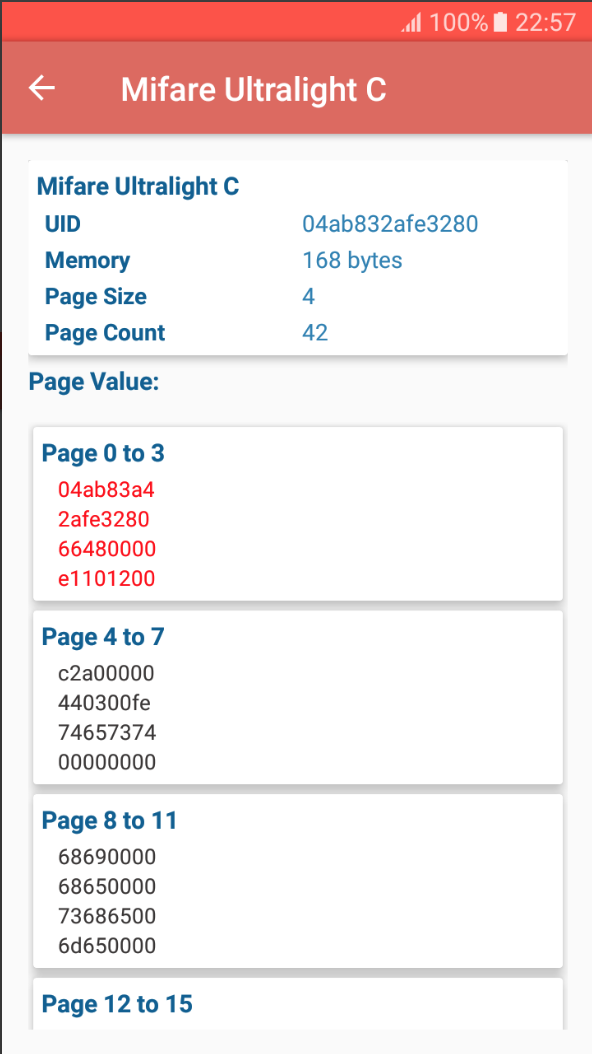 100% 22:57
Mifare Ultralight C
Mifare Ultralight C
UID 04ab832afe3280
Memory 168 bytes
Page Size 4
Page Count 42
Page Value:
Page 0 to 3
04ab83a4
2afe3280
66480000
e1101200
Page 4 to 7
c2a00000
440300fe
74657374
00000000
Page 8 to 11
68690000
68650000
73686500
6d650000
Page 12 to 15